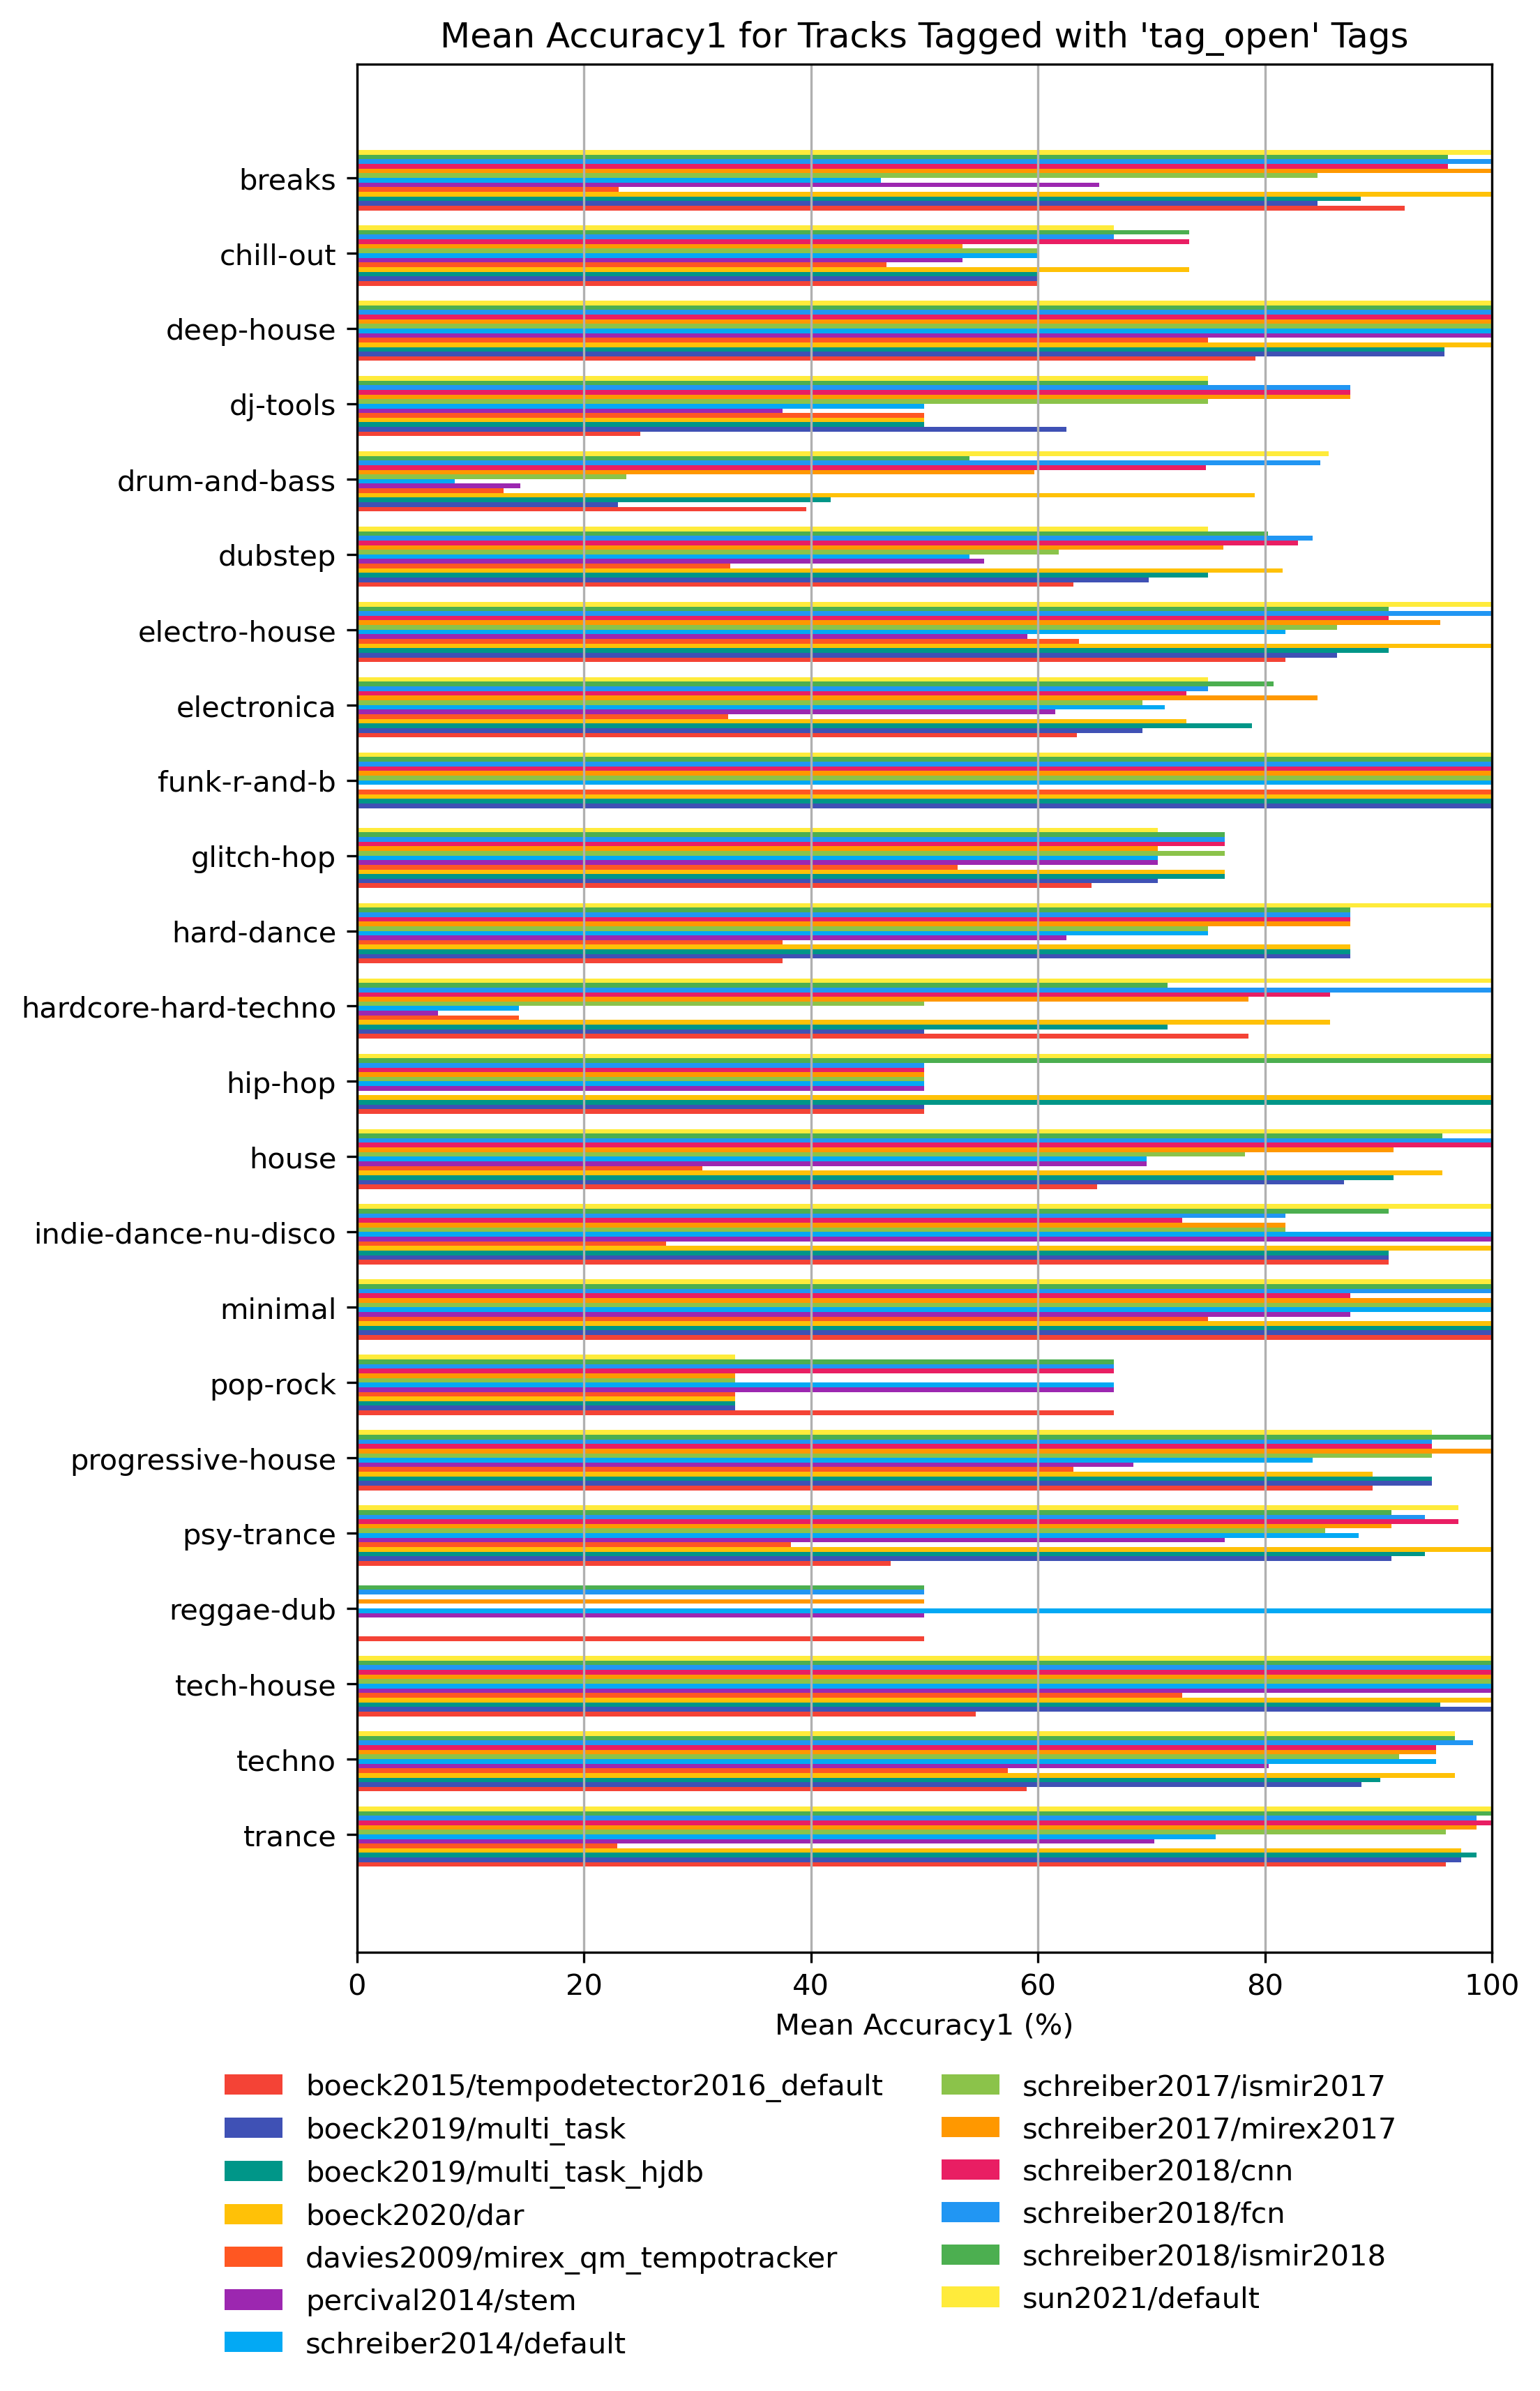 Mean Accuracy1 for Tracks Tagged with 'tag_open' Tags
breaks
chill-out
deep-house
dj-tools
drum-and-bass
dubstep
electro-house
electronica
funk-r-and-b
glitch-hop
hard-dance
hardcore-hard-techno
hip-hop
house
indie-dance-nu-disco
minimal
pop-rock
progressive-house
psy-trance
reggae-dub
tech-house
techno
trance
0 20 40 60 80 100
Mean Accuracy1 (%)
boeck2015/tempodetector2016_default
boeck2019/multi_task
boeck2019/multi_task_hjdb
boeck2020/dar
davies2009/mirex_qm_tempotracker
percival2014/stem
schreiber2014/default
schreiber2017/ismir2017
schreiber2017/mirex2017
schreiber2018/cnn
schreiber2018/fcn
schreiber2018/ismir2018
sun2021/default